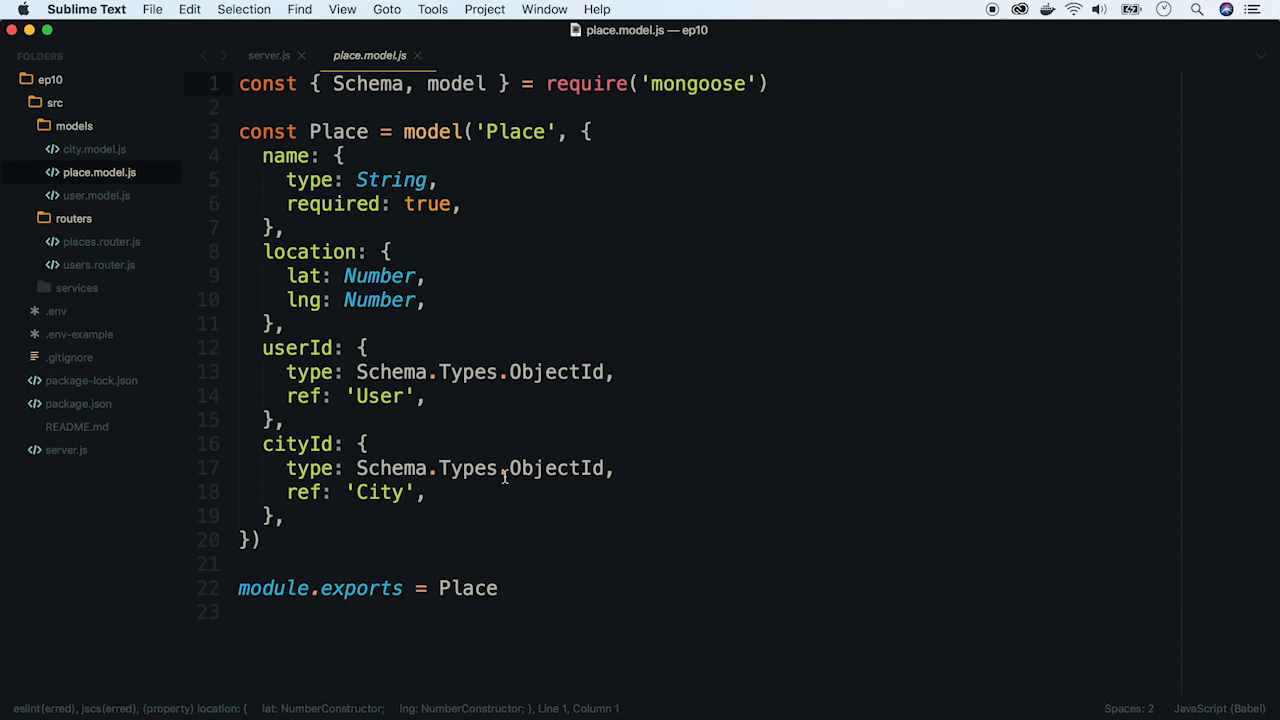 Sublime Text File Edit Selection Find View Goto Tools Project Window Help
place.model.js — ep10
FOLDERS
ep10
src
models
city.model.js
place.model.js
user.model.js
routers
places.router.js
users.router.js
services
.env
.env-example
.gitignore
package-lock.json
package.json
README.md
server.js
server.js place.model.js
1 const { Schema, model } = require('mongoose')
2
3 const Place = model('Place', {
4 name: {
5 type: String,
6 required: true,
7 },
8 location: {
9 lat: Number,
10 lng: Number,
11 },
12 userId: {
13 type: Schema.Types.ObjectId,
14 ref: 'User',
15 },
16 cityId: {
17 type: Schema.Types.ObjectId,
18 ref: 'City',
19 },
20 })
21
22 module.exports = Place
23
eslint(erred), jscs(erred), (property) location: { lat: NumberConstructor; lng: NumberConstructor; }, Line 1, Column 1 Spaces: 2 JavaScript (Babel)